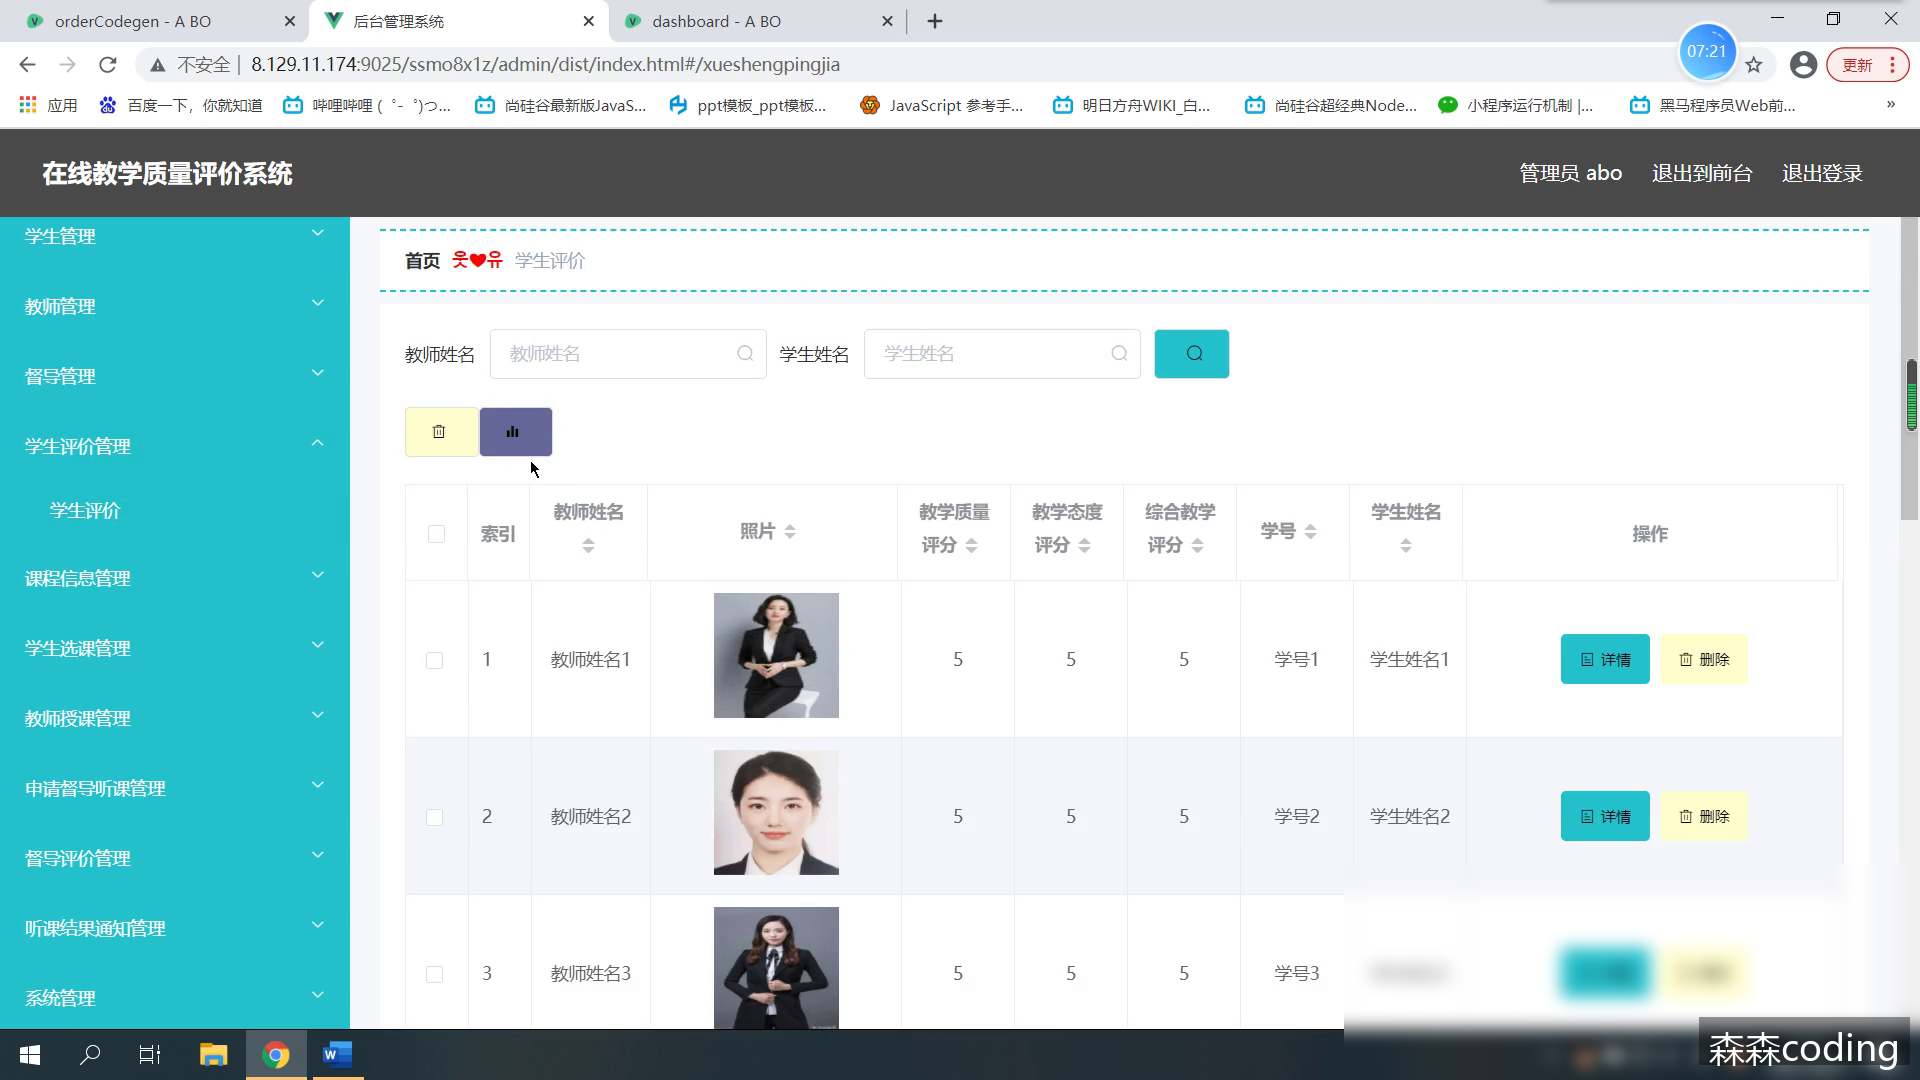 orderCodegen - A BO
后台管理系统
dashboard - A BO
不安全
8.129.11.174:9025/ssmo8x1z/admin/dist/index.html#/xueshengpingjia
07:21
更新
应用
百度一下，你就知道
哔哩哔哩 ( ゜- ゜)つ...
尚硅谷最新版JavaS...
ppt模板_ppt模板...
JavaScript 参考手...
明日方舟WIKI_白...
尚硅谷超经典Node...
小程序运行机制 |...
黑马程序员Web前...
»
在线教学质量评价系统
管理员 abo
退出到前台
退出登录
学生管理
教师管理
督导管理
学生评价管理
学生评价
课程信息管理
学生选课管理
教师授课管理
申请督导听课管理
督导评价管理
听课结果通知管理
系统管理
首页 웃❤유 学生评价
教师姓名 教师姓名 学生姓名 学生姓名
索引 教师姓名 照片 教学质量评分 教学态度评分 综合教学评分 学号 学生姓名 操作
1 教师姓名1 5 5 5 学号1 学生姓名1 详情 删除
2 教师姓名2 5 5 5 学号2 学生姓名2 详情 删除
3 教师姓名3 5 5 5 学号3
森森coding